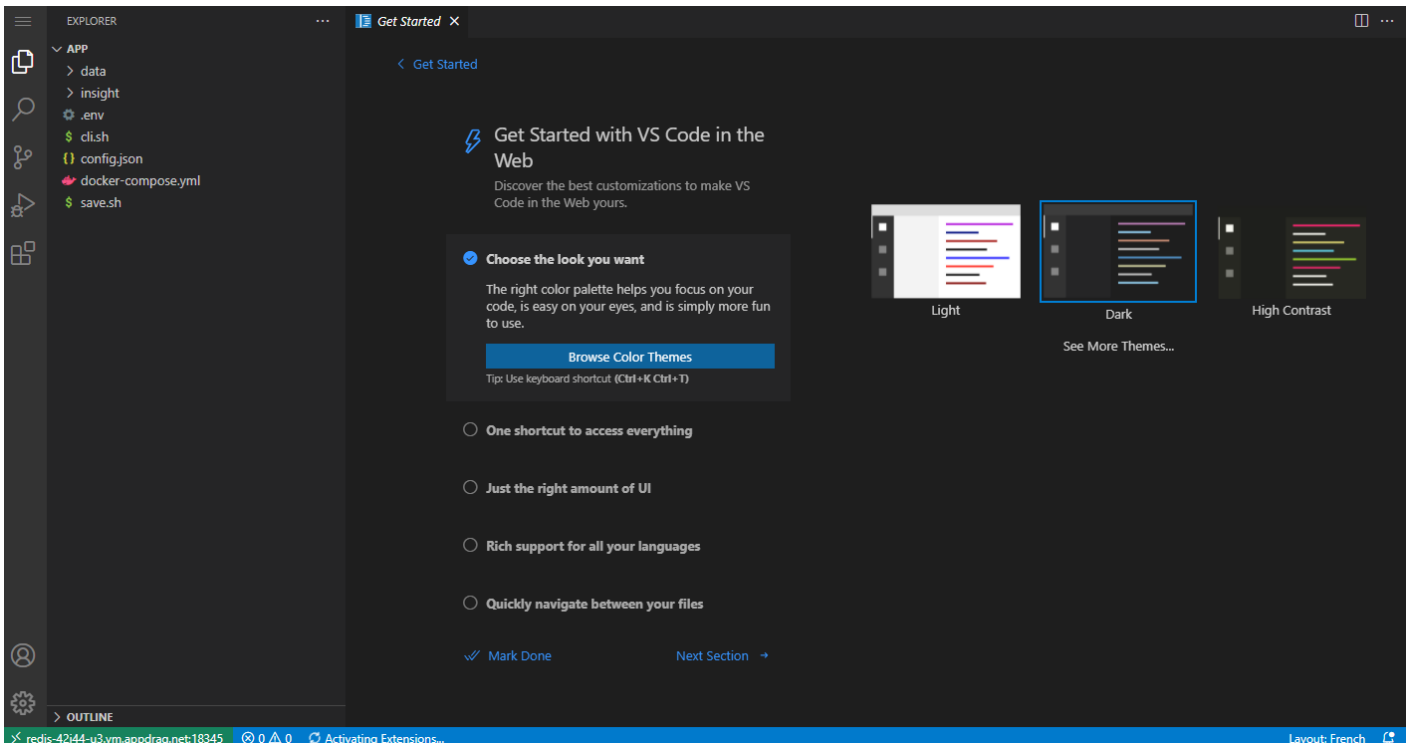 EXPLORER
Get Started
APP
data
insight
.env
$ cli.sh
{} config.json
docker-compose.yml
$ save.sh
OUTLINE
Get Started
Get Started with VS Code in the
Web
Discover the best customizations to make VS
Code in the Web yours.
Choose the look you want
The right color palette helps you focus on your
code, is easy on your eyes, and is simply more fun
to use.
Browse Color Themes
Tip: Use keyboard shortcut (Ctrl+K Ctrl+T)
One shortcut to access everything
Just the right amount of UI
Rich support for all your languages
Quickly navigate between your files
Mark Done
Next Section
Light
Dark
High Contrast
See More Themes...
redis-42j44-u3.vm.appdrag.net:18345
0
0
Activating Extensions...
Layout: French